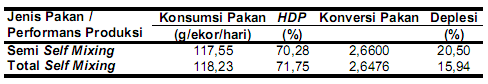 Jenis Pakan / Konsumsi Pakan HDP Konversi Pakan Deplesi
Performans Produksi (g/ekor/hari) (%) (%)
Semi Self Mixing 117,55 70,28 2,6600 20,50
Total Self Mixing 118,23 71,75 2,6476 15,94